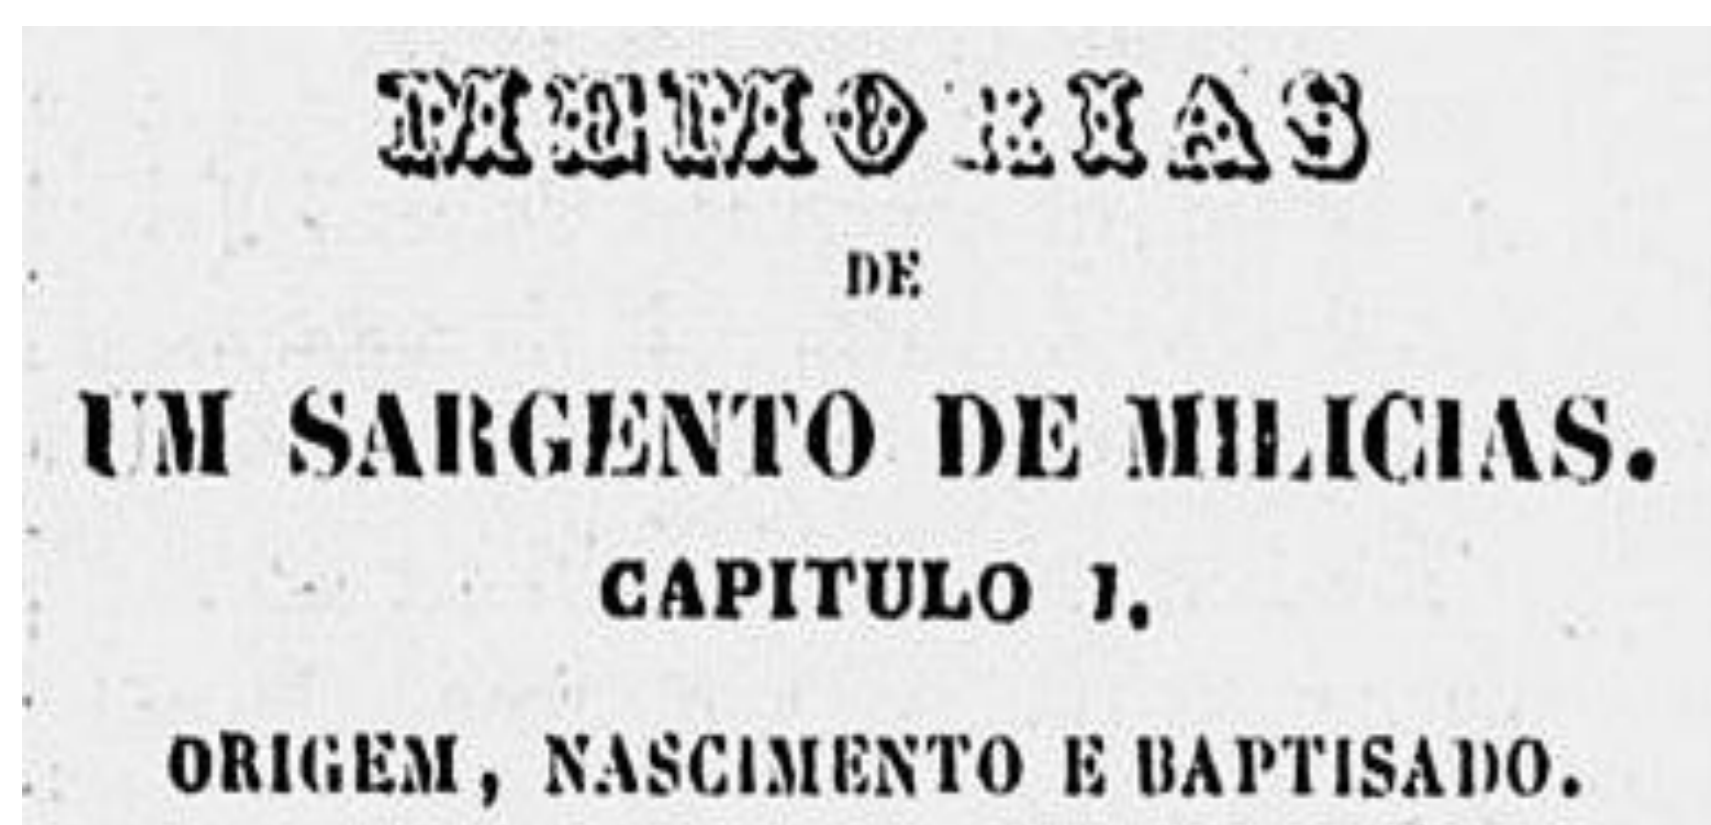 MEMORIAS
DE
UM SARGENTO DE MILICIAS.
CAPITULO I.
ORIGEM, NASCIMENTO E BAPTISADO.